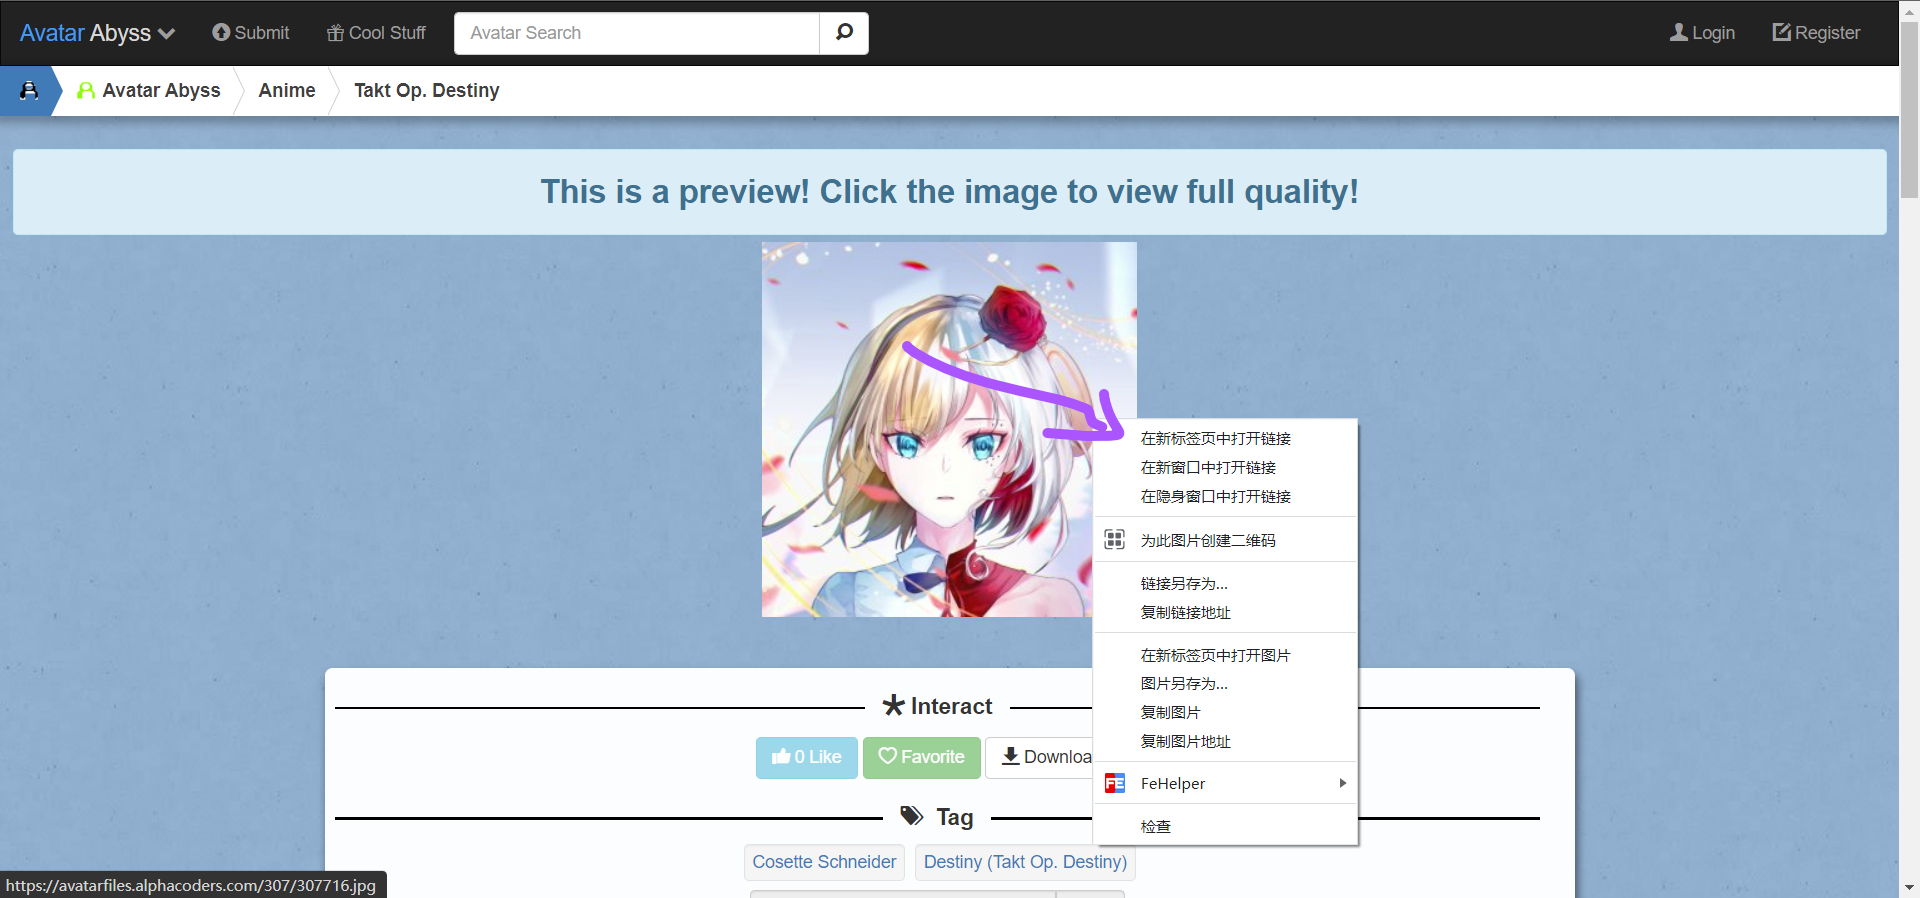 Avatar Abyss Submit Cool Stuff Avatar Search Login Register
Avatar Abyss Anime Takt Op. Destiny
This is a preview! Click the image to view full quality!
在新标签页中打开链接
在新窗口中打开链接
在隐身窗口中打开链接
为此图片创建二维码
链接另存为...
复制链接地址
在新标签页中打开图片
图片另存为...
复制图片
复制图片地址
FE FeHelper
检查
Interact
0 Like Favorite Downloa
Tag
Cosette Schneider Destiny (Takt Op. Destiny)
https://avatarfiles.alphacoders.com/307/307716.jpg